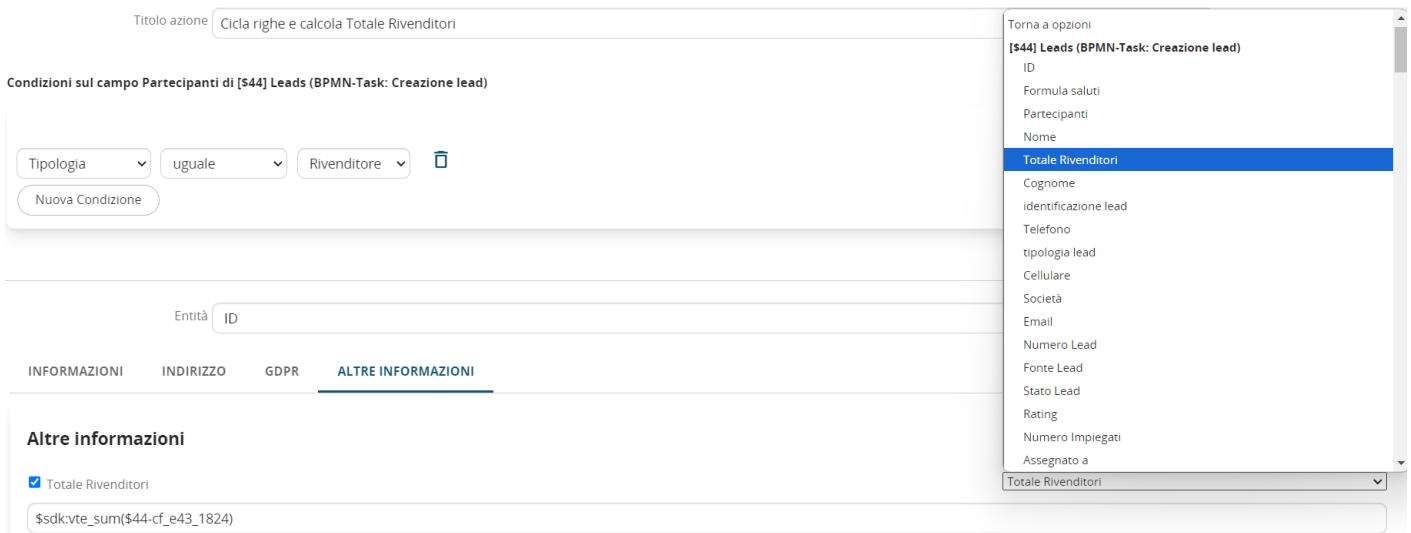 Titolo azione
Cicla righe e calcola Totale Rivenditori
Condizioni sul campo Partecipanti di [$44] Leads (BPMN-Task: Creazione lead)
Tipologia
uguale
Rivenditore
Nuova Condizione
Entità
ID
INFORMAZIONI
INDIRIZZO
GDPR
ALTRE INFORMAZIONI
Altre informazioni
Totale Rivenditori
$sdk:vte_sum($44-cf_e43_1824)
Torna a opzioni
[$44] Leads (BPMN-Task: Creazione lead)
ID
Formula saluti
Partecipanti
Nome
Totale Rivenditori
Cognome
identificazione lead
Telefono
tipologia lead
Cellulare
Società
Email
Numero Lead
Fonte Lead
Stato Lead
Rating
Numero Impiegati
Assegnato a
Totale Rivenditori